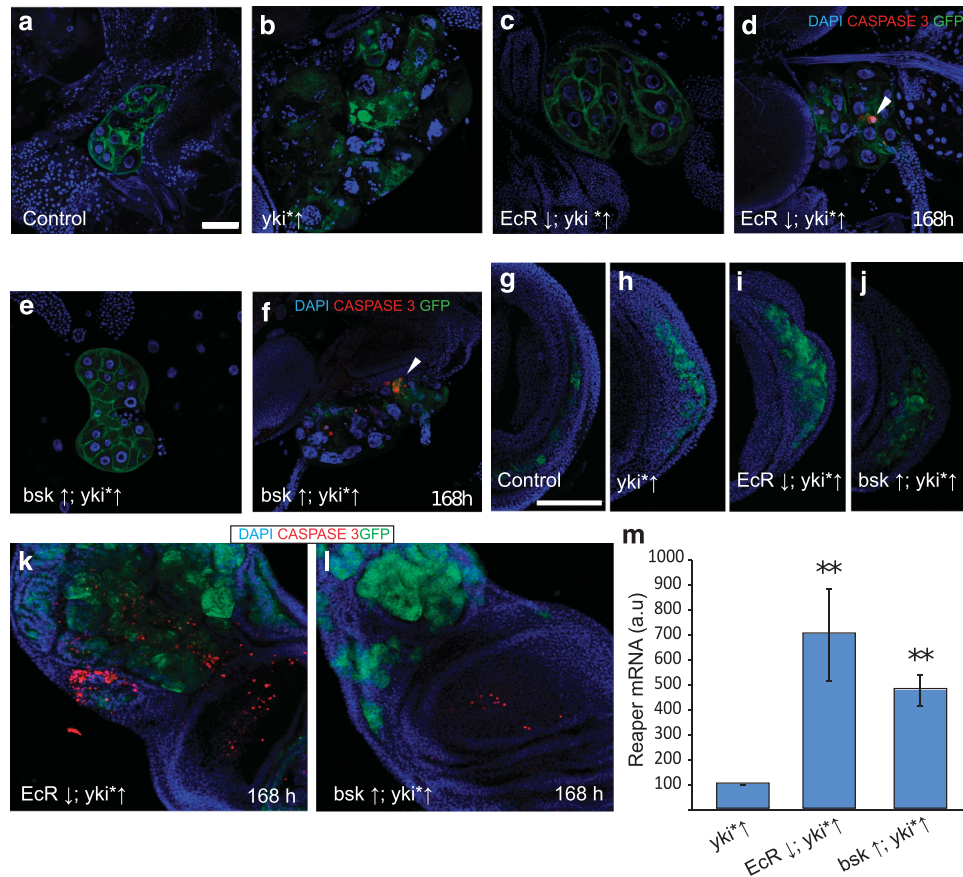 a
Control
b
yki*↑
c
EcR ↓; yki *↑
d
DAPI CASPASE 3 GFP
EcR ↓; yki*↑
168h
e
bsk ↑; yki*↑
f
DAPI CASPASE 3 GFP
bsk ↑; yki*↑
168h
g
Control
h
yki*↑
i
EcR ↓; yki*↑
j
bsk ↑; yki*↑
DAPI CASPASE 3GFP
k
EcR ↓; yki*↑
168 h
l
bsk ↑; yki*↑
168 h
m
Reaper mRNA (a.u)
1000
900
800
700
600
500
400
300
200
100
**
**
yki*↑
EcR ↓; yki*↑
bsk ↑; yki*↑